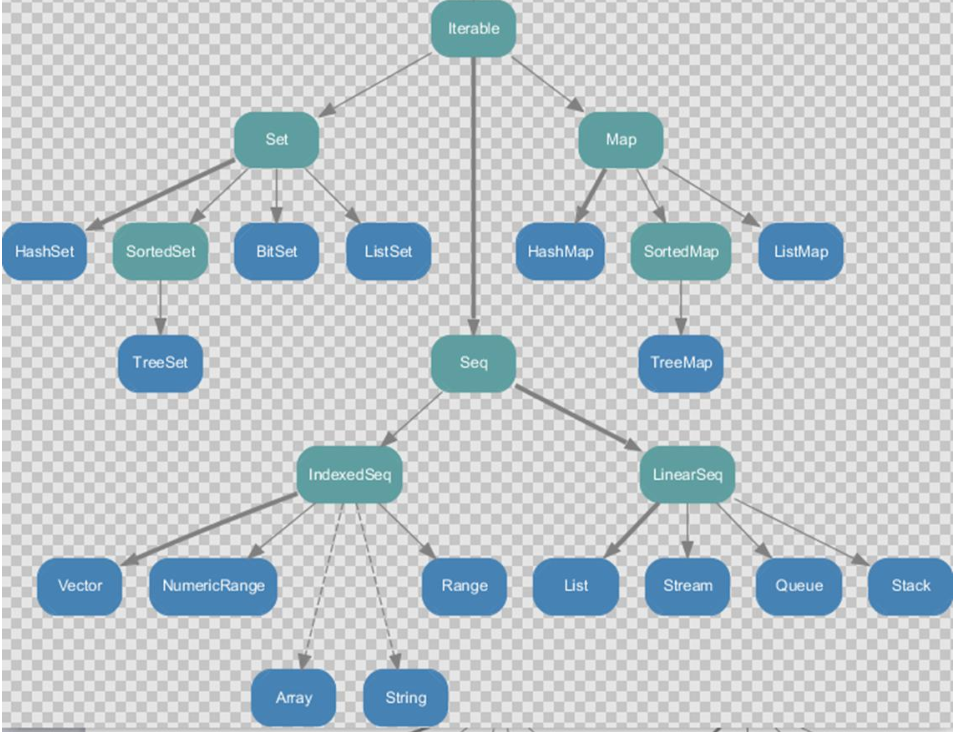 Iterable
Set
Map
HashSet
SortedSet
BitSet
ListSet
HashMap
SortedMap
ListMap
TreeSet
Seq
TreeMap
IndexedSeq
LinearSeq
Vector
NumericRange
Range
List
Stream
Queue
Stack
Array
String